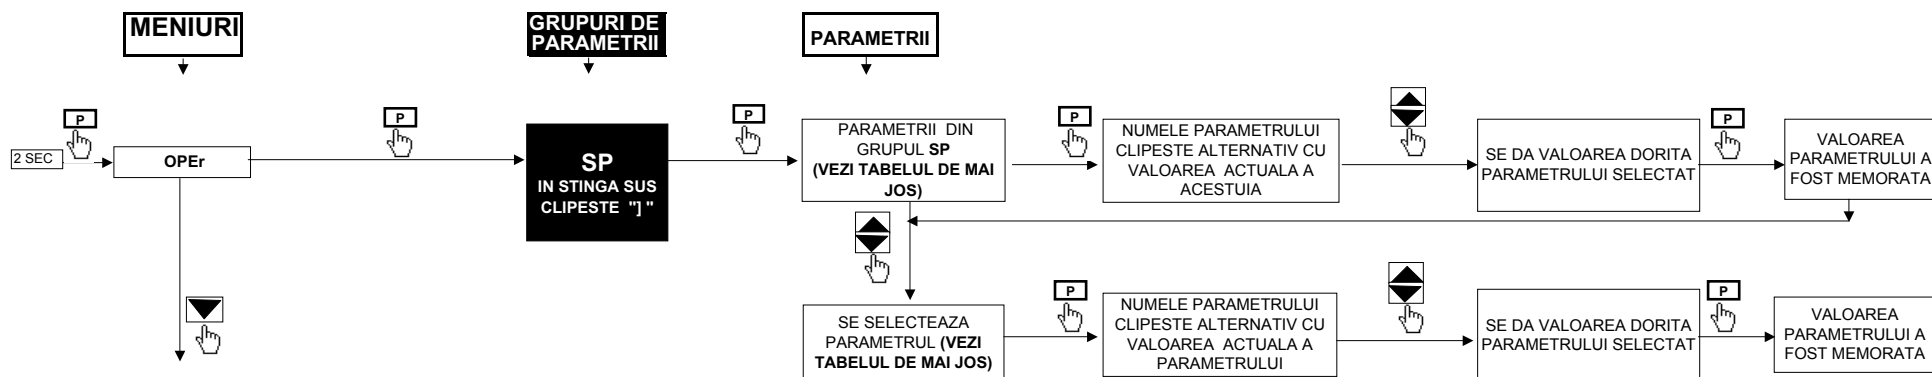 MENIURI
GRUPURI DE
PARAMETRII
PARAMETRII
P
P
P
P
P
2 SEC
OPEr
SP
IN STINGA SUS
CLIPESTE "] "
PARAMETRII DIN
GRUPUL SP
(VEZI TABELUL DE MAI
JOS)
NUMELE PARAMETRULUI
CLIPESTE ALTERNATIV CU
VALOAREA ACTUALA A
ACESTUIA
SE DA VALOAREA DORITA
PARAMETRULUI SELECTAT
VALOAREA
PARAMETRULUI A
FOST MEMORATA
P
P
SE SELECTEAZA
PARAMETRUL (VEZI
TABELUL DE MAI JOS)
NUMELE PARAMETRULUI
CLIPESTE ALTERNATIV CU
VALOAREA ACTUALA A
PARAMETRULUI
SE DA VALOAREA DORITA
PARAMETRULUI SELECTAT
VALOAREA
PARAMETRULUI A
FOST MEMORATA